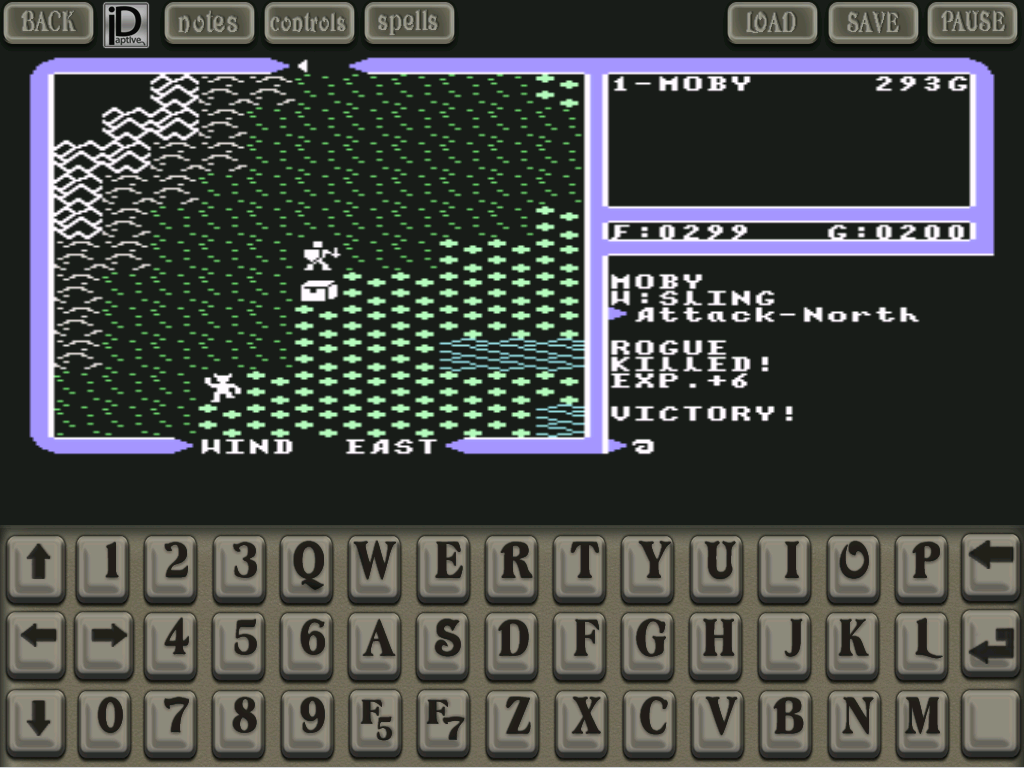 BACK iD aptive. notes controls spells LOAD SAVE PAUSE
1-MOBY 293G
F:0299 G:0200
MOBY
W:SLING
Attack-North
ROGUE
KILLED!
EXP.+6
VICTORY!
WIND EAST
1 2 3 Q W E R T Y U I O P
4 5 6 A S D F G H J K L
0 7 8 9 F5 F7 Z X C V B N M